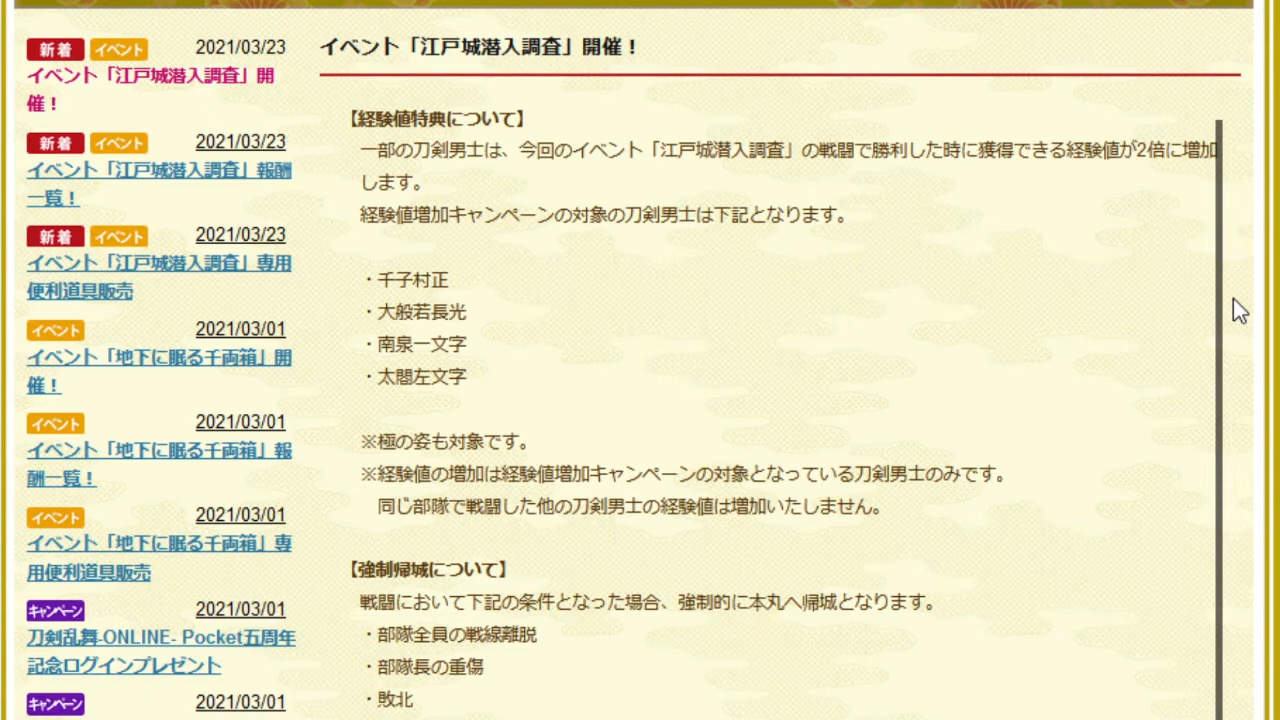 新着 イベント 2021/03/23
イベント「江戸城潜入調査」開
催！
新着 イベント 2021/03/23
イベント「江戸城潜入調査」報酬
一覧！
新着 イベント 2021/03/23
イベント「江戸城潜入調査」専用
便利道具販売
イベント 2021/03/01
イベント「地下に眠る千両箱」開
催！
イベント 2021/03/01
イベント「地下に眠る千両箱」報
酬一覧！
イベント 2021/03/01
イベント「地下に眠る千両箱」専
用便利道具販売
キャンペーン 2021/03/01
刀剣乱舞-ONLINE- Pocket五周年
記念ログインプレゼント
キャンペーン 2021/03/01
イベント「江戸城潜入調査」開催！
【経験値特典について】
一部の刀剣男士は、今回のイベント「江戸城潜入調査」の戦闘で勝利した時に獲得できる経験値が2倍に増加
します。
経験値増加キャンペーンの対象の刀剣男士は下記となります。
・千子村正
・大般若長光
・南泉一文字
・太閤左文字
※極の姿も対象です。
※経験値の増加は経験値増加キャンペーンの対象となっている刀剣男士のみです。
同じ部隊で戦闘した他の刀剣男士の経験値は増加いたしません。
【強制帰城について】
戦闘において下記の条件となった場合、強制的に本丸へ帰城となります。
・部隊全員の戦線離脱
・部隊長の重傷
・敗北